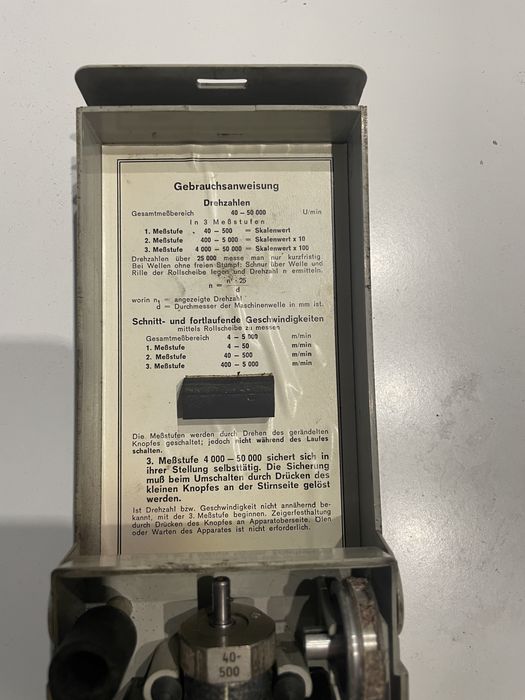 Gebrauchsanweisung
Drehzahlen
Gesamtmeßbereich 40 – 50 000 U/min
In 3 Meßstufen
1. Meßstufe 40 – 500 = Skalenwert
2. Meßstufe 400 – 5 000 = Skalenwert x 10
3. Meßstufe 4 000 – 50 000 = Skalenwert x 100
Drehzahlen über 25 000 messe man nur kurzfristig.
Bei Wellen ohne freien Stumpf: Schnur über Welle und
Rille der Rollscheibe legen und Drehzahl n ermitteln.
n = n₁ · 25
d
worin n₁ = angezeigte Drehzahl
d = Durchmesser der Maschinenwelle in mm ist.
Schnitt- und fortlaufende Geschwindigkeiten
mittels Rollscheibe zu messen
Gesamtmeßbereich 4 – 5 000 m/min
1. Meßstufe 4 – 50 m/min
2. Meßstufe 40 – 500 m/min
3. Meßstufe 400 – 5 000 m/min
Die Meßstufen werden durch Drehen des gerändelten
Knopfes geschaltet; jedoch nicht während des Laufes
schalten.
3. Meßstufe 4 000 – 50 000 sichert sich in
ihrer Stellung selbsttätig. Die Sicherung
muß beim Umschalten durch Drücken des
kleinen Knopfes an der Stirnseite gelöst
werden.
Ist Drehzahl bzw. Geschwindigkeit nicht annähernd be-
kannt, mit der 3. Meßstufe beginnen. Zeigerfesthaltung
durch Drücken des Knopfes an Apparatoberseite. Ölen
oder Warten des Apparates ist nicht erforderlich.
40-
500